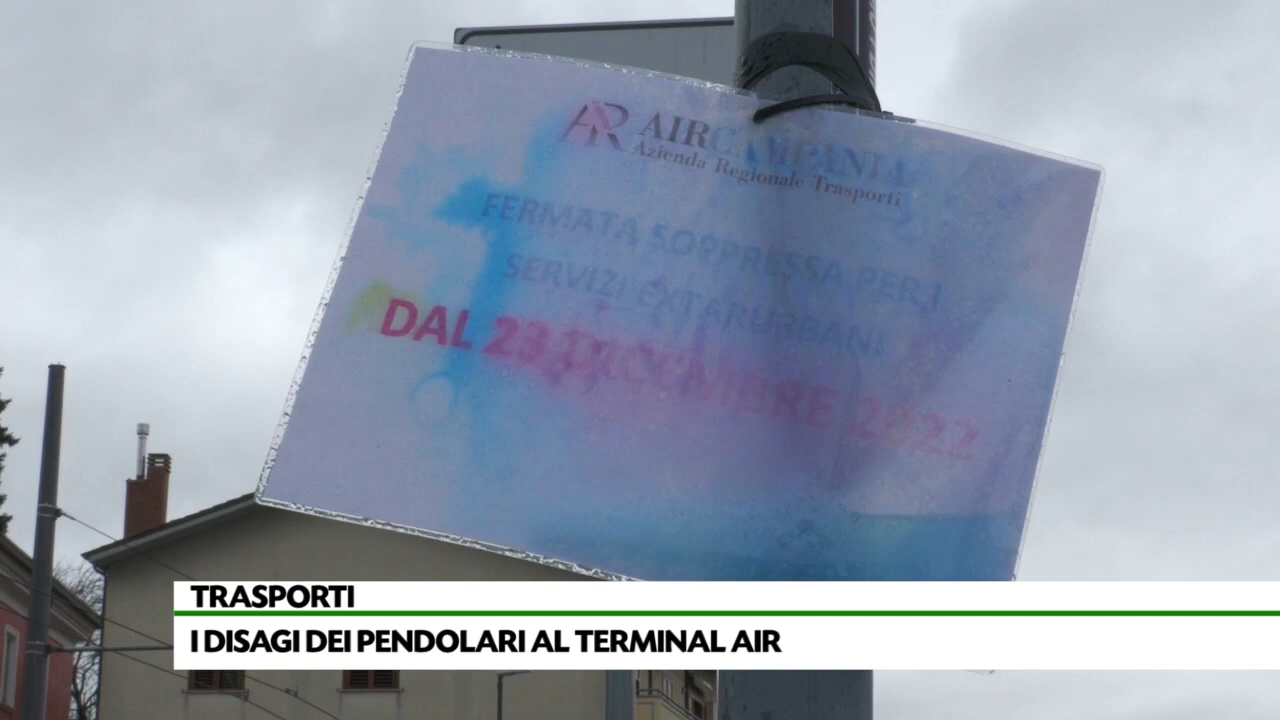 AIR CAMPANIA
Azienda Regionale Trasporti
FERMATA SOPPRESSA PER I
SERVIZI EXTARURBANI
DAL 23 DICEMBRE 2022
TRASPORTI
I DISAGI DEI PENDOLARI AL TERMINAL AIR